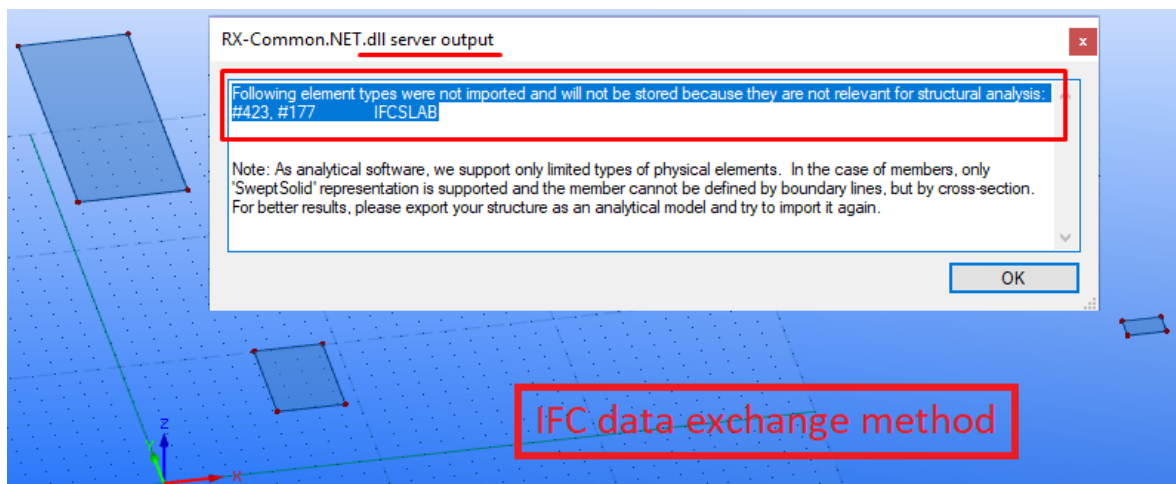 RX-Common.NET.dll server output
x
Following element types were not imported and will not be stored because they are not relevant for structural analysis:
#423, #177 IFCSLAB
Note: As analytical software, we support only limited types of physical elements. In the case of members, only
'SweptSolid' representation is supported and the member cannot be defined by boundary lines, but by cross-section.
For better results, please export your structure as an analytical model and try to import it again.
OK
IFC data exchange method
Z
Y
X